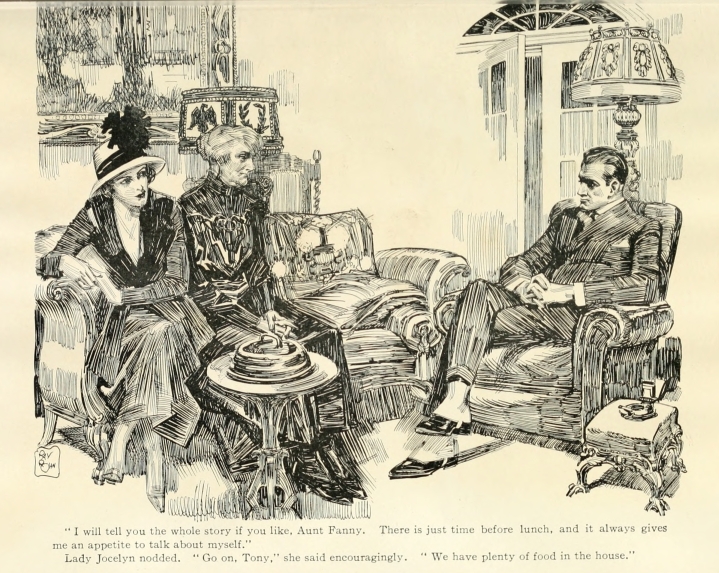 "I will tell you the whole story if you like, Aunt Fanny. There is just time before lunch, and it always gives
me an appetite to talk about myself."
Lady Jocelyn nodded. "Go on, Tony," she said encouragingly. "We have plenty of food in the house."